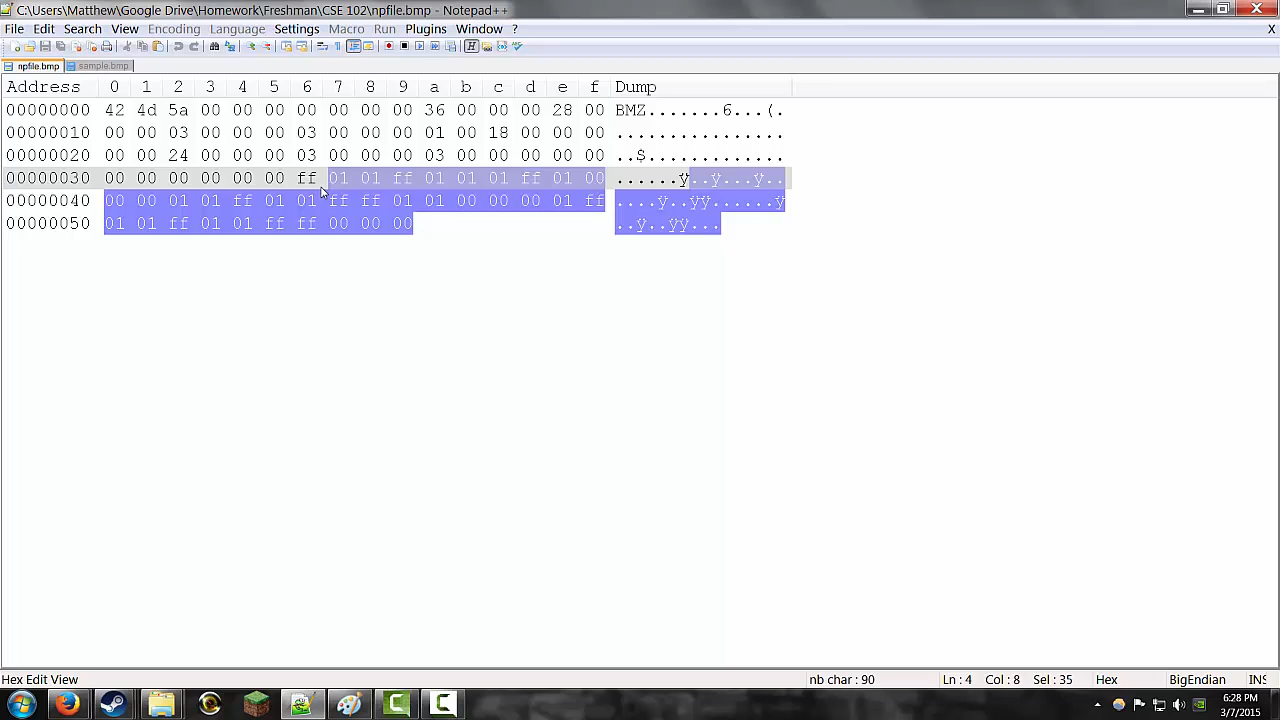 C:\Users\Matthew\Google Drive\Homework\Freshman\CSE 102\npfile.bmp - Notepad++
File Edit Search View Encoding Language Settings Macro Run Plugins Window ? X
npfile.bmp sample.bmp
Address 0 1 2 3 4 5 6 7 8 9 a b c d e f Dump
00000000 42 4d 5a 00 00 00 00 00 00 00 36 00 00 00 28 00 BMZ.......6...(.
00000010 00 00 03 00 00 00 03 00 00 00 01 00 18 00 00 00 ................
00000020 00 00 24 00 00 00 03 00 00 00 03 00 00 00 00 00 ..$.............
00000030 00 00 00 00 00 00 ff 01 01 ff 01 01 01 ff 01 00 ......ÿ..ÿ...ÿ..
00000040 00 00 01 01 ff 01 01 ff ff 01 01 00 00 00 01 ff ....ÿ..ÿÿ......ÿ
00000050 01 01 ff 01 01 ff ff 00 00 00 ..ÿ..ÿÿ...
Hex Edit View nb char : 90 Ln : 4 Col : 8 Sel : 35 Hex BigEndian INS
6:28 PM
3/7/2015